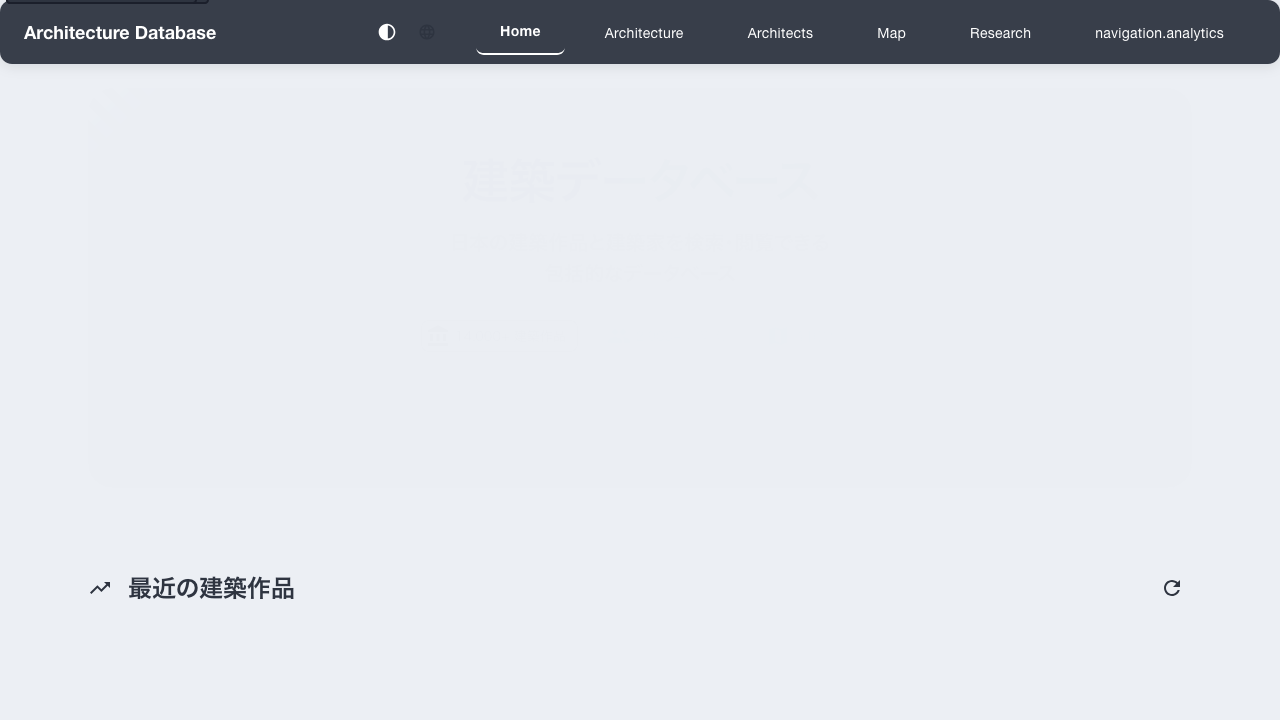 Architecture Database
Home
Architecture
Architects
Map
Research
navigation.analytics
建築データベース
最近の建築作品